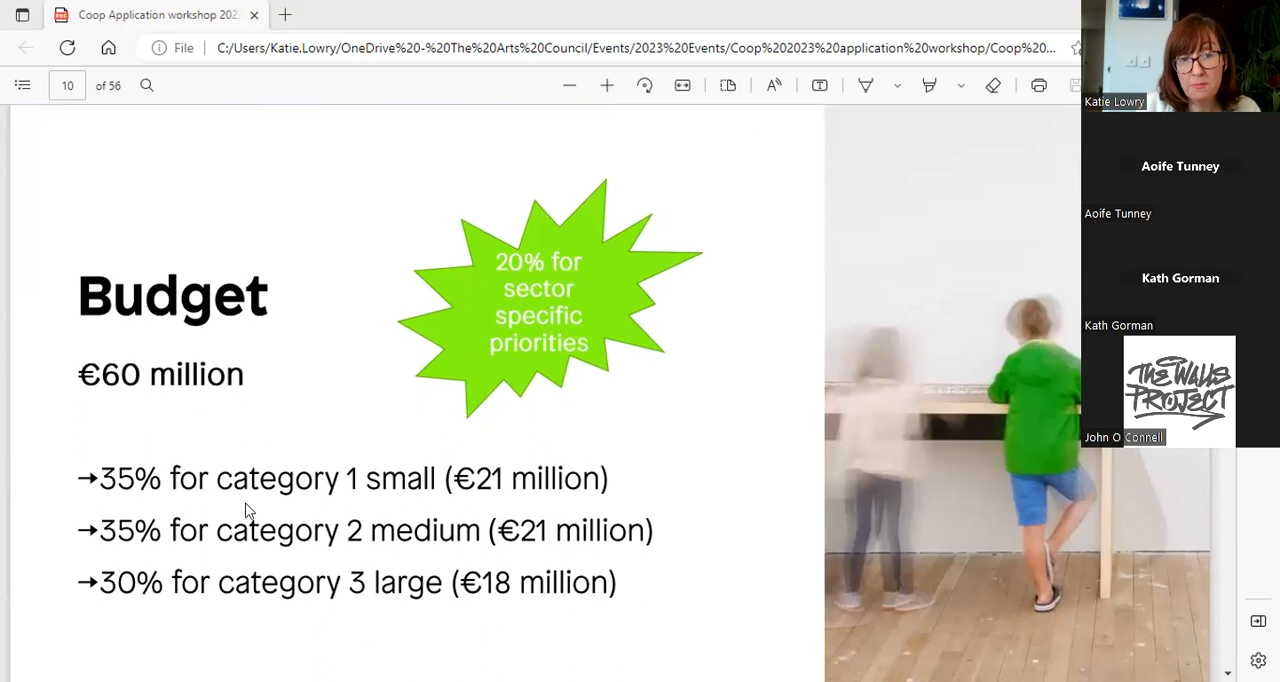 Coop Application workshop 202
File
C:/Users/Katie.Lowry/OneDrive%20-%20The%20Arts%20Council/Events/2023%20Events/Coop%202023%20application%20workshop/Coop%20...
10 of 56
Budget
€60 million
20% for
sector
specific
priorities
→35% for category 1 small (€21 million)
→35% for category 2 medium (€21 million)
→30% for category 3 large (€18 million)
Katie Lowry
Aoife Tunney
Aoife Tunney
Kath Gorman
Kath Gorman
THE WALLS
PROJECT
John O Connell